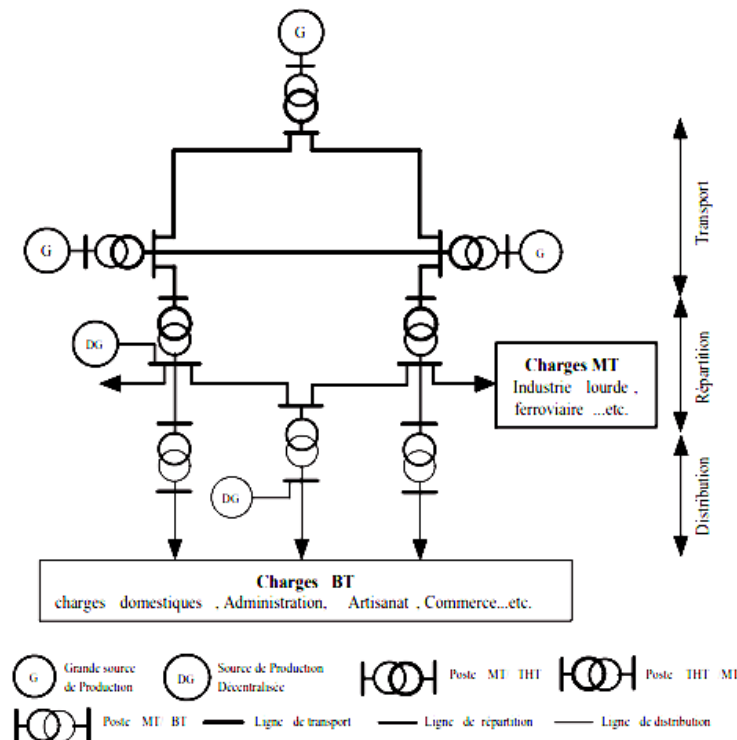 G
Transport
G
G
DG
Charges MT
Industrie lourde ,
ferroviaire ...etc.
Répartition
DG
Distribution
Charges BT
charges domestiques , Administration, Artisanat , Commerce...etc.
G
Grande source
de Production
DG
Source de Production
Décentralisée
Poste MT THT
Poste THT MT
Poste MT BT
Ligne de transport
Ligne de répartition
Ligne de distribution